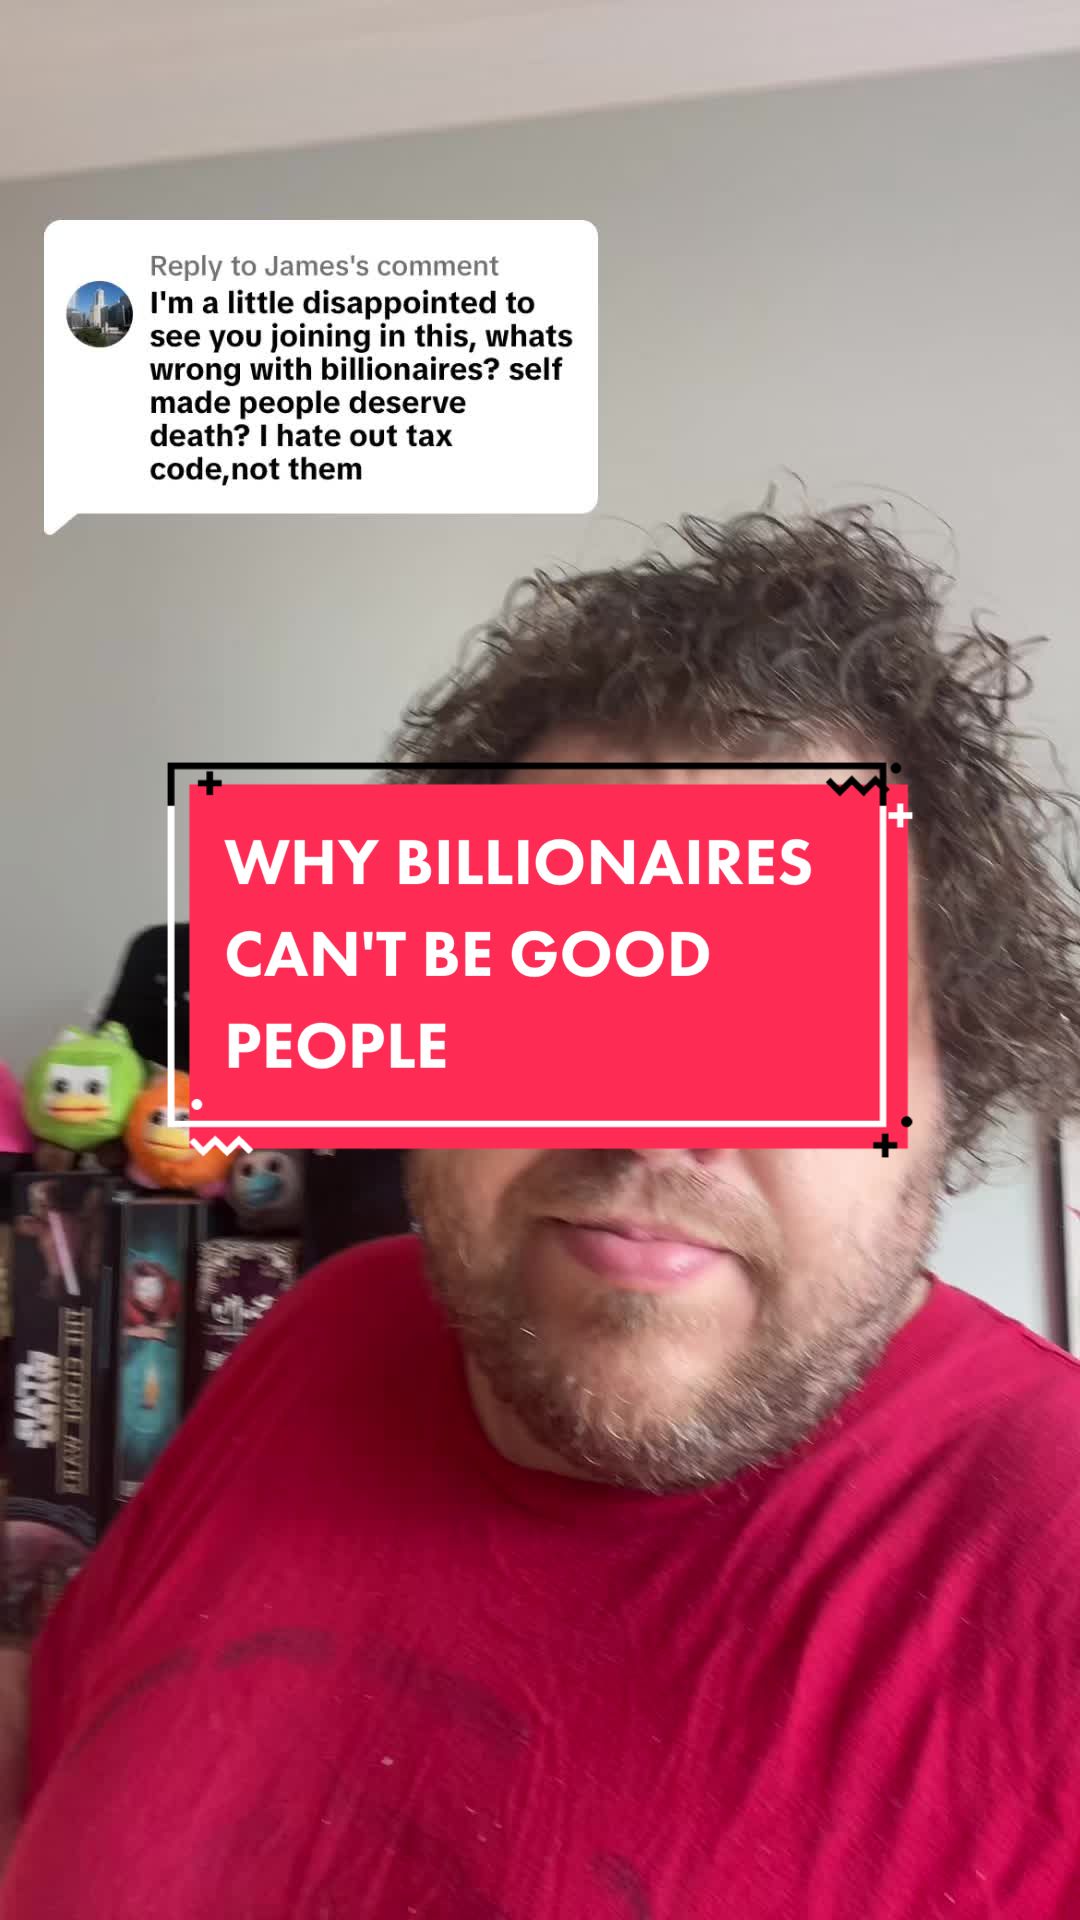 Reply to James's comment
I'm a little disappointed to
see you joining in this, whats
wrong with billionaires? self
made people deserve
death? I hate out tax
code,not them
WHY BILLIONAIRES
CAN'T BE GOOD
PEOPLE